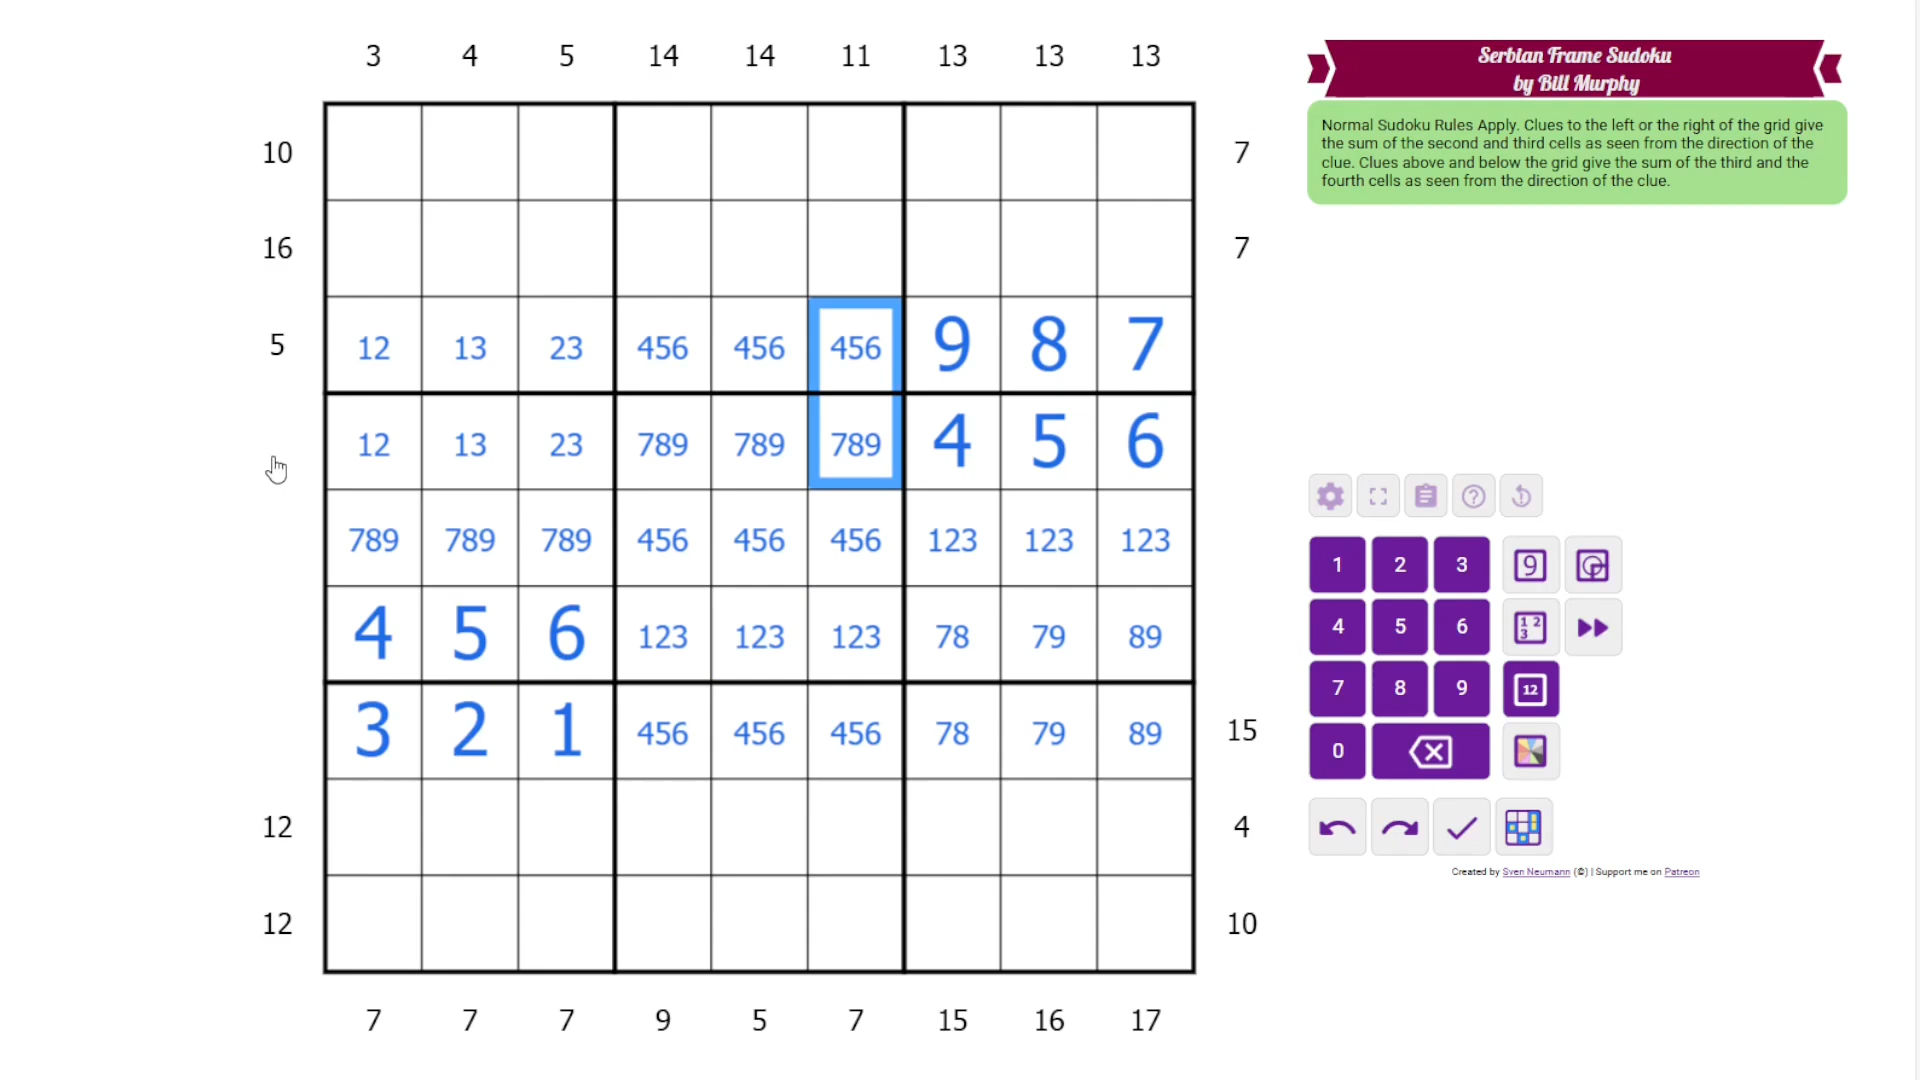 3 4 5 14 14 11 13 13 13
10 7
16 7
5 12 13 23 456 456 456 9 8 7
12 13 23 789 789 789 4 5 6
789 789 789 456 456 456 123 123 123
4 5 6 123 123 123 78 79 89
3 2 1 456 456 456 78 79 89 15
12 4
12 10
7 7 7 9 5 7 15 16 17
Serbian Frame Sudoku
by Bill Murphy
Normal Sudoku Rules Apply. Clues to the left or the right of the grid give
the sum of the second and third cells as seen from the direction of the
clue. Clues above and below the grid give the sum of the third and the
fourth cells as seen from the direction of the clue.
1 2 3 9
4 5 6 1 2 3
7 8 9 12
0
Created by Sven Neumann (©) | Support me on Patreon